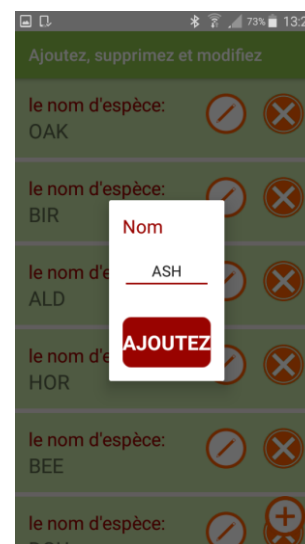 73% 13:2
Ajoutez, supprimez et modifiez
le nom d'espèce:
OAK
le nom d'espèce:
BIR
Nom
le nom d'e
ASH
ALD
le nom d'e
AJOUTEZ
HOR
le nom d'espèce:
BEE
le nom d'espèce: